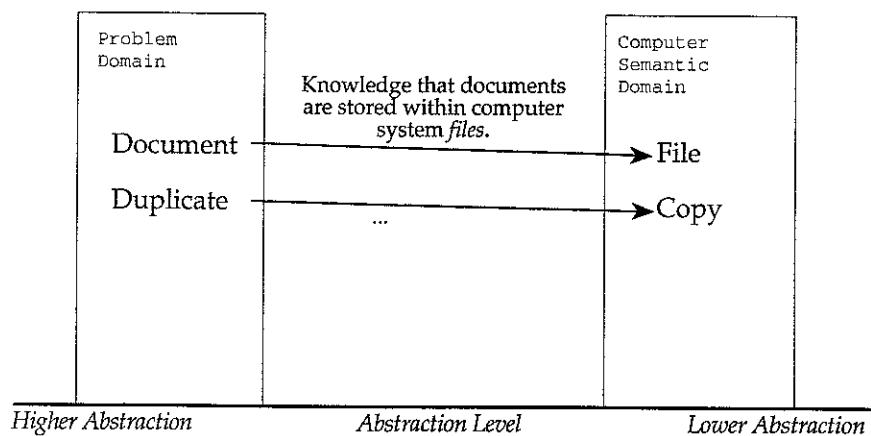 Problem
Domain
Computer
Semantic
Domain
Knowledge that documents
are stored within computer
system files.
Document
File
Duplicate
Copy
...
Higher Abstraction
Abstraction Level
Lower Abstraction